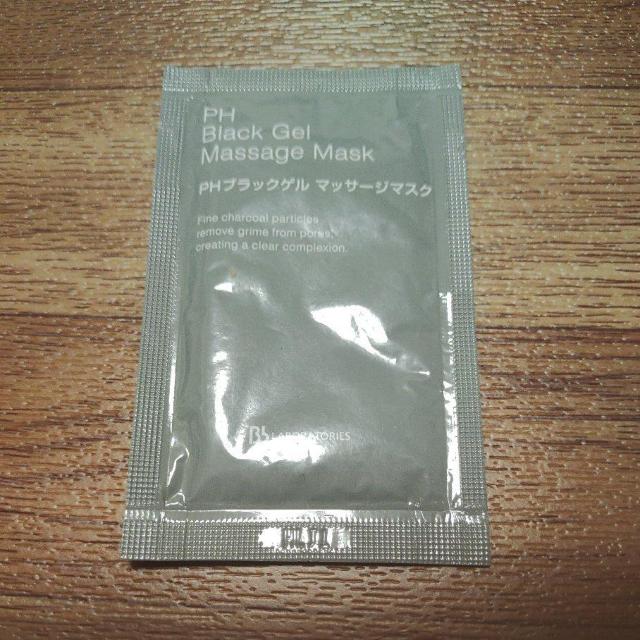 PH
Black Gel
Massage Mask
PHブラックゲル マッサージマスク
Fine charcoal particles
remove grime from pores,
creating a clear complexion.
LABORATORIES